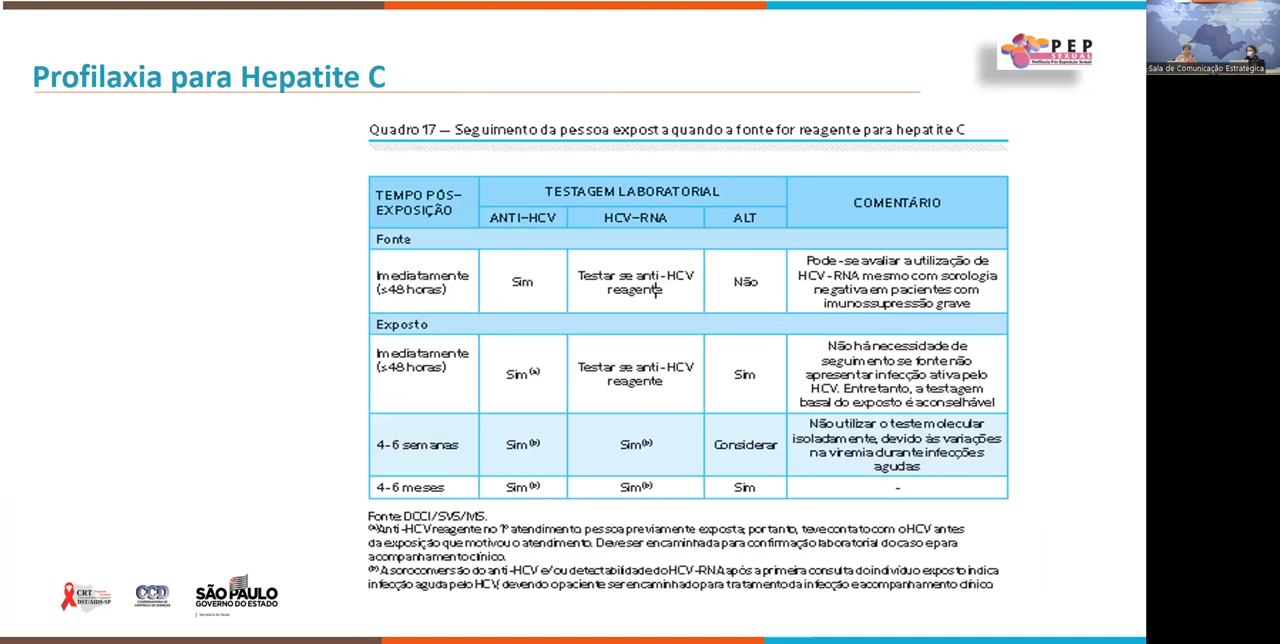 PEP
SEXUAL
Profilaxia Pós Exposição Sexual
Sala de Comunicação Estratégica
Profilaxia para Hepatite C
Quadro 17 — Seguimento da pessoa exposta quando a fonte for reagente para hepatite C
TEMPO PÓS-
EXPOSIÇÃO
TESTAGEM LABORATORIAL
COMENTÁRIO
ANTI-HCV
HCV-RNA
ALT
Fonte
Imediatamente
(≤48 horas)
Sim
Testar se anti-HCV
reagente
Não
Pode-se avaliar a utilização de
HCV-RNA mesmo com sorologia
negativa em pacientes com
imunossupressão grave
Exposto
Imediatamente
(≤48 horas)
Sim(a)
Testar se anti-HCV
reagente
Sim
Não há necessidade de
seguimento se fonte não
apresentar infecção ativa pelo
HCV. Entretanto, a testagem
basal do exposto é aconselhável
4-6 semanas
Sim(b)
Sim(b)
Considerar
Não utilizar o teste molecular
isoladamente, devido às variações
na viremia durante infecções
agudas
4-6 meses
Sim(b)
Sim(b)
Sim
-
Fonte: DCCI/SVS/MS.
(a)Anti-HCV reagente no 1º atendimento: pessoa previamente exposta; portanto, teve contato com o HCV antes
da exposição que motivou o atendimento. Deve ser encaminhada para confirmação laboratorial do caso e para
acompanhamento clínico.
(b) A soroconversão do anti-HCV e/ou detectabilidade do HCV-RNA após a primeira consulta do indivíduo exposto indica
infecção aguda pelo HCV, devendo o paciente ser encaminhado para tratamento da infecção e acompanhamento clínico
CRT
DST/AIDS-SP
CCD
COORDENADORIA DE
CONTROLE DE DOENÇAS
SÃO PAULO
GOVERNO DO ESTADO
Secretaria da Saúde